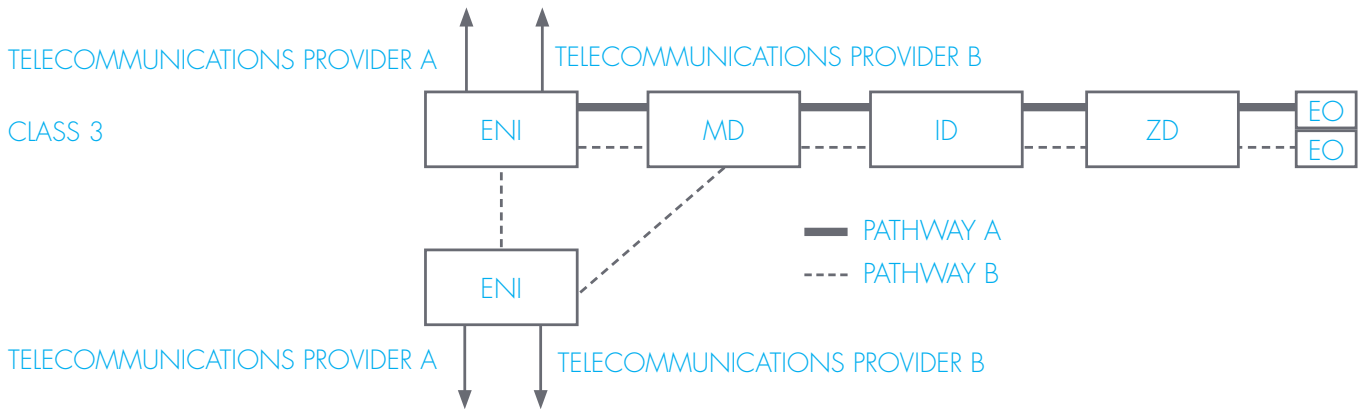 TELECOMMUNICATIONS PROVIDER A
TELECOMMUNICATIONS PROVIDER B
CLASS 3
ENI
MD
ID
ZD
EO
EO
PATHWAY A
PATHWAY B
ENI
TELECOMMUNICATIONS PROVIDER A
TELECOMMUNICATIONS PROVIDER B